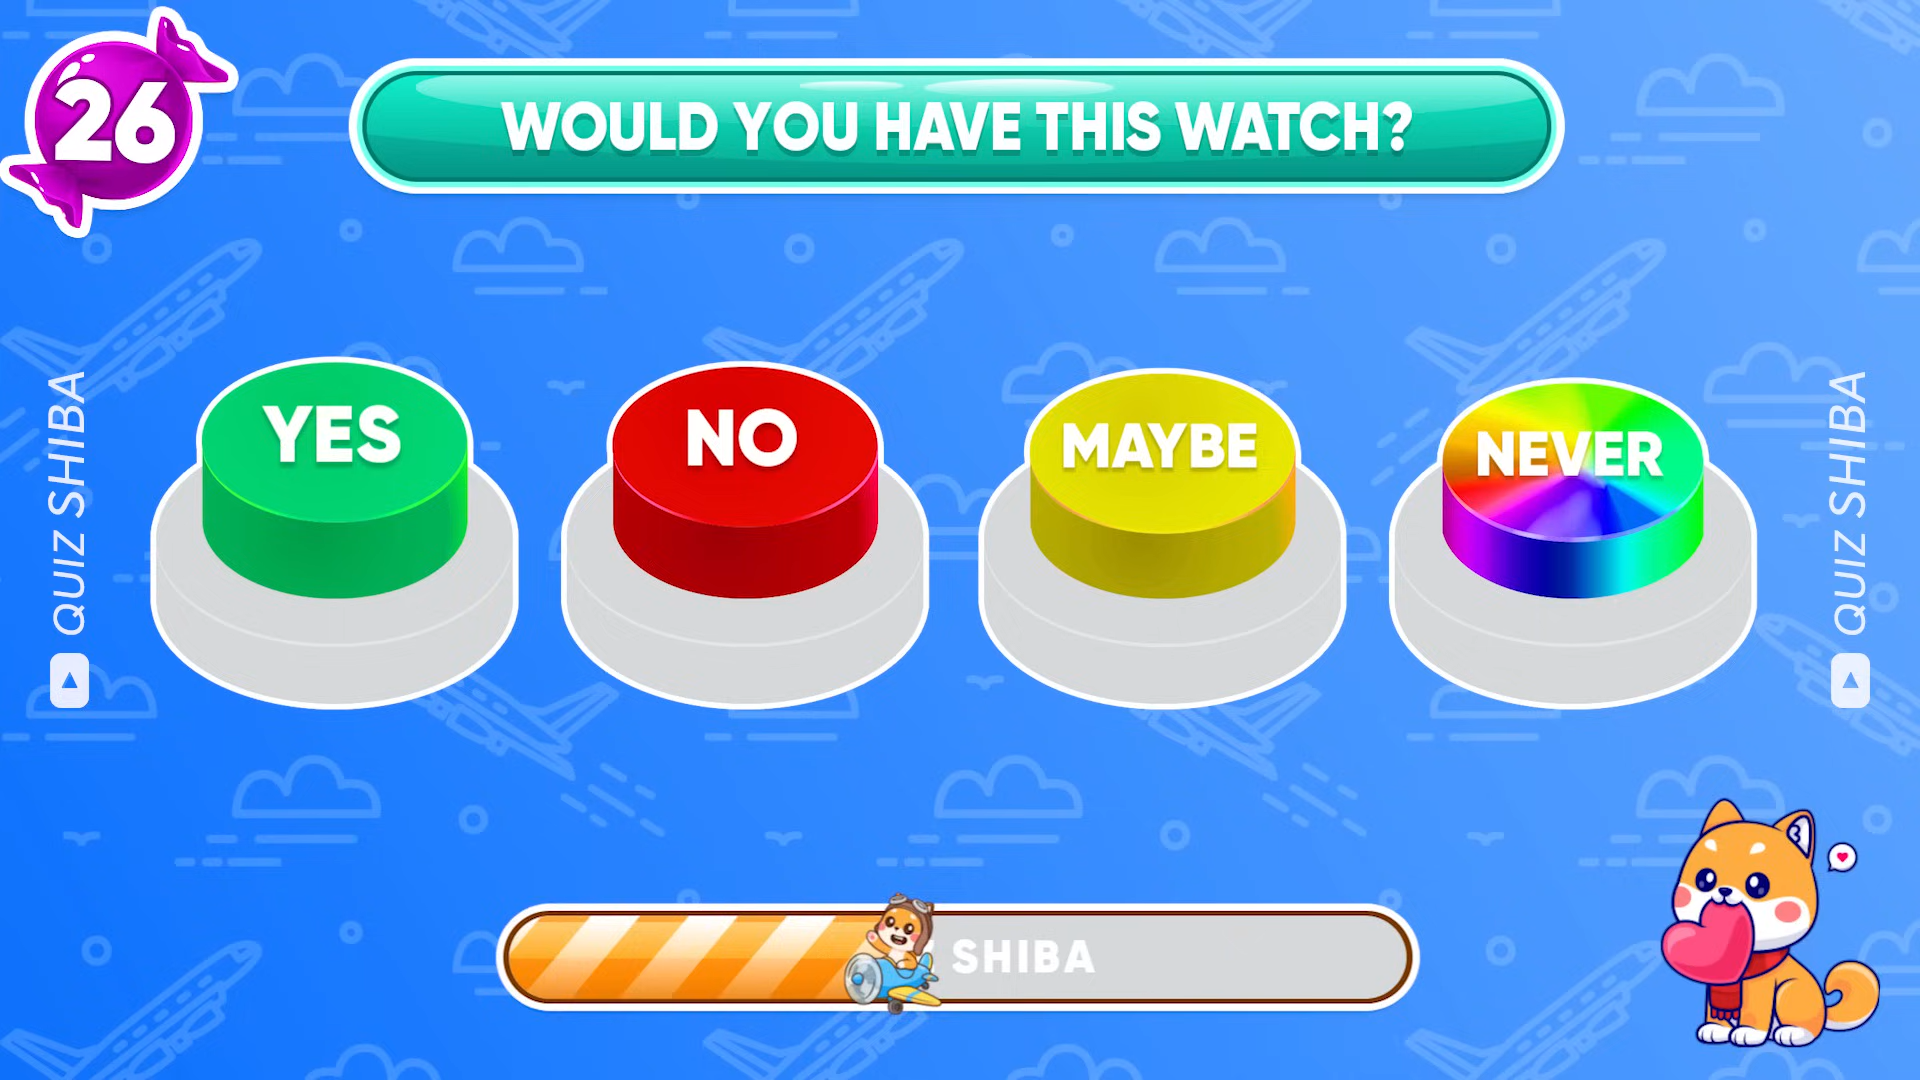 26
WOULD YOU HAVE THIS WATCH?
YES
NO
MAYBE
NEVER
QUIZ SHIBA
QUIZ SHIBA
SHIBA